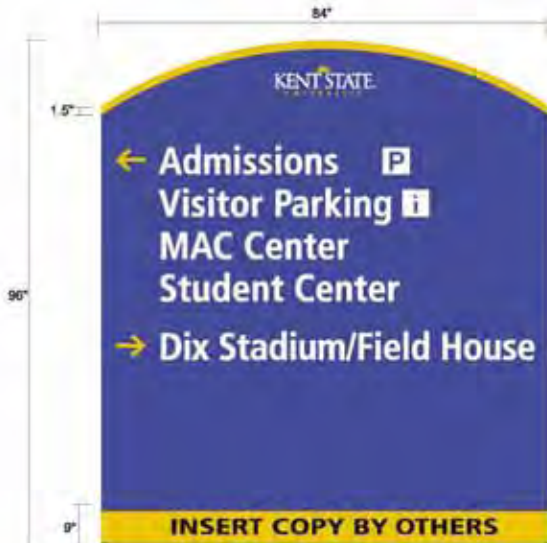 84"
KENT STATE
UNIVERSITY
1.5"
← Admissions P
Visitor Parking i
MAC Center
Student Center
96"
→ Dix Stadium/Field House
9"
INSERT COPY BY OTHERS